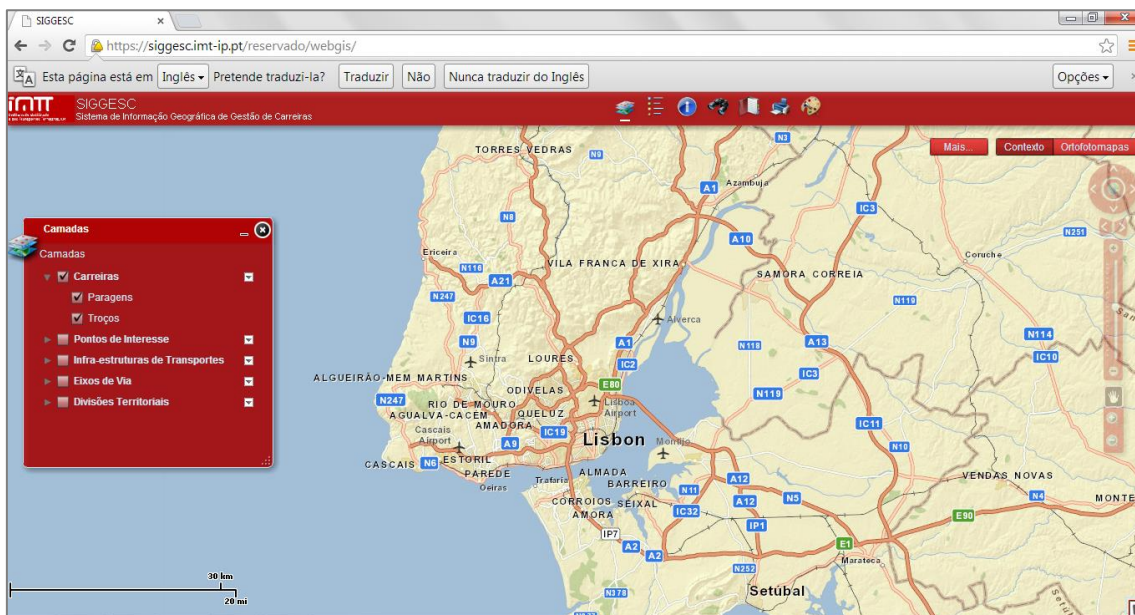 SIGGESC
https://siggesc.imt-ip.pt/reservado/webgis/
Esta página está em Inglês Pretende traduzi-la? Traduzir Não Nunca traduzir do Inglês Opções
imTT SIGGESC
Sistema de Informação Geográfica de Gestão de Carreiras
Mais... Contexto Ortofotomapas
Camadas
Camadas
Carreiras
Paragens
Troços
Pontos de Interesse
Infra-estruturas de Transportes
Eixos de Via
Divisões Territoriais
N3
TORRES VEDRAS N9
A1 Azambuja
IC3
N8
A10 N251
Ericeira Coruche
N116 VILA FRANCA DE XIRA
A21 SAMORA CORREIA
N247 N119
IC16 Alverca
N114
N9 A1 N118 A13
Sintra LOURES IC2 IC10
IC3
ALGUEIRÃO-MEM MARTINS
ODIVELAS E80
N247 RIO DE MOURO Lisboa Airport N119
AGUALVA-CACÉM QUELUZ
AMADORA IC19 IC11
Cascais Airport A9 Lisbon Montijo N10
CASCAIS N6 ESTORIL
PAREDE ALMADA VENDAS NOVAS
Oeiras Trafaria BARREIRO A12
N11 N5 N4
CORROIOS SEIXAL A12 MONTE
AMORA IC32 E90
IP7 IP1
A2 A2 E1
Marateca
N252
N378 Setúbal
30 km
20 mi